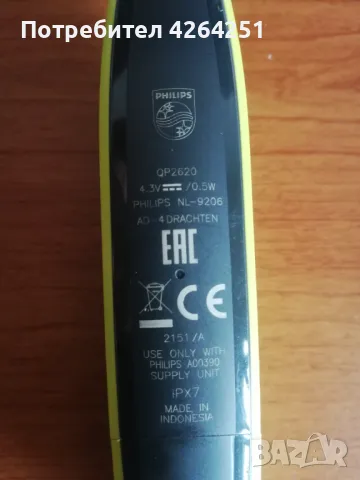 Потребител 4264251
PHILIPS
QP2620
4.3V⎓/0.5W
PHILIPS NL-9206
AD-4 DRACHTEN
EAC
CE
2151/A
USE ONLY WITH
PHILIPS A00390
SUPPLY UNIT
iPX7
MADE IN
INDONESIA
BAZAR